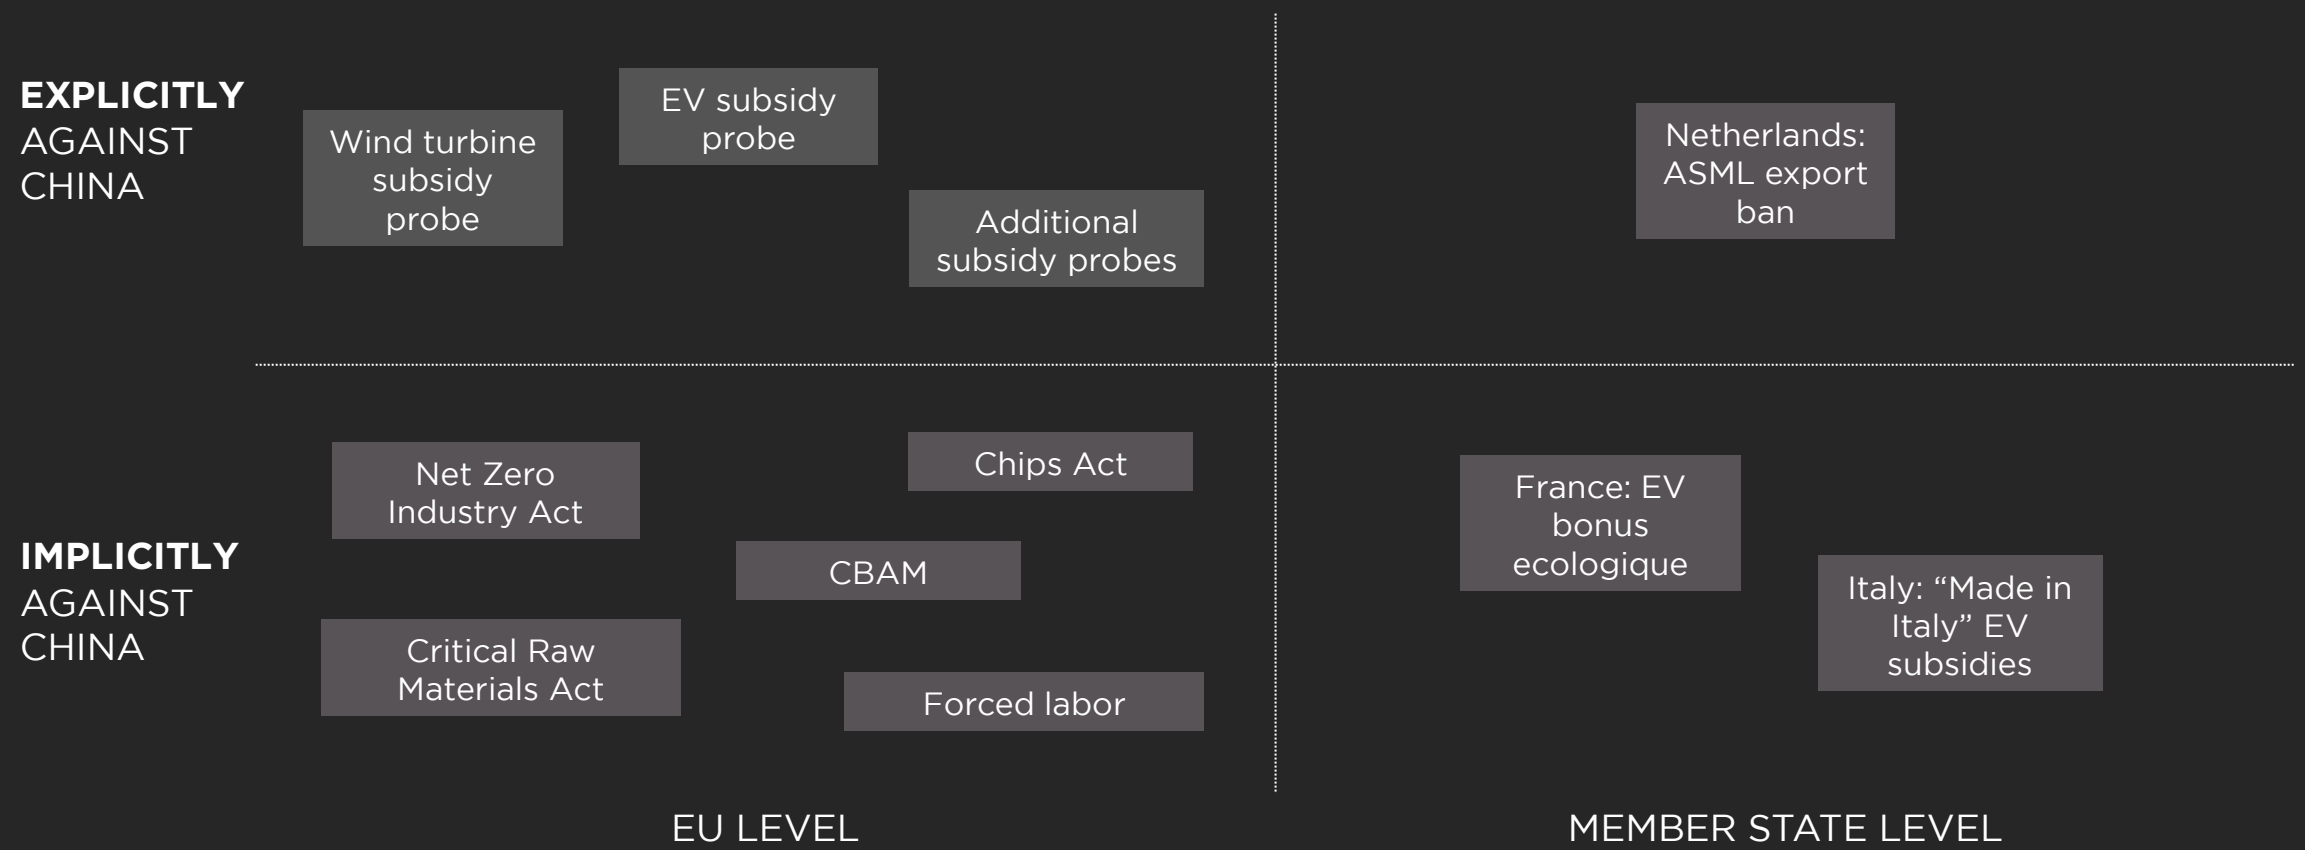 EXPLICITLY
AGAINST
CHINA
Wind turbine
subsidy
probe
EV subsidy
probe
Additional
subsidy probes
Netherlands:
ASML export
ban
IMPLICITLY
AGAINST
CHINA
Net Zero
Industry Act
Chips Act
CBAM
Critical Raw
Materials Act
Forced labor
France: EV
bonus
ecologique
Italy: “Made in
Italy” EV
subsidies
EU LEVEL
MEMBER STATE LEVEL